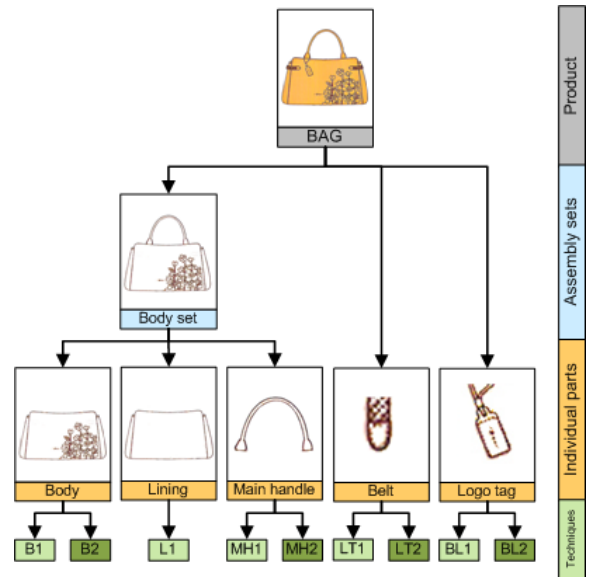 BAG
Product
Body set
Assembly sets
Body
Lining
Main handle
Belt
Logo tag
Individual parts
B1
B2
L1
MH1
MH2
LT1
LT2
BL1
BL2
Techniques